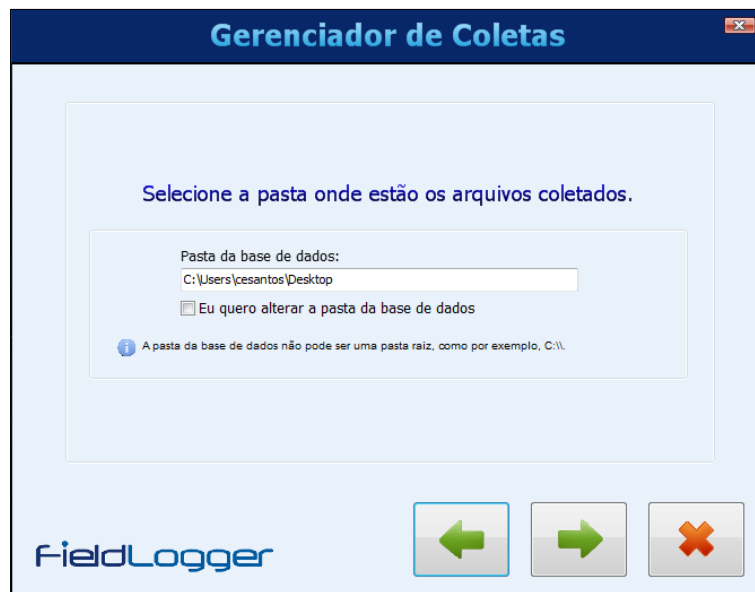 Gerenciador de Coletas
Selecione a pasta onde estão os arquivos coletados.
Pasta da base de dados:
C:\Users\cesantos\Desktop
Eu quero alterar a pasta da base de dados
A pasta da base de dados não pode ser uma pasta raiz, como por exemplo, C:\\.
FieldLogger